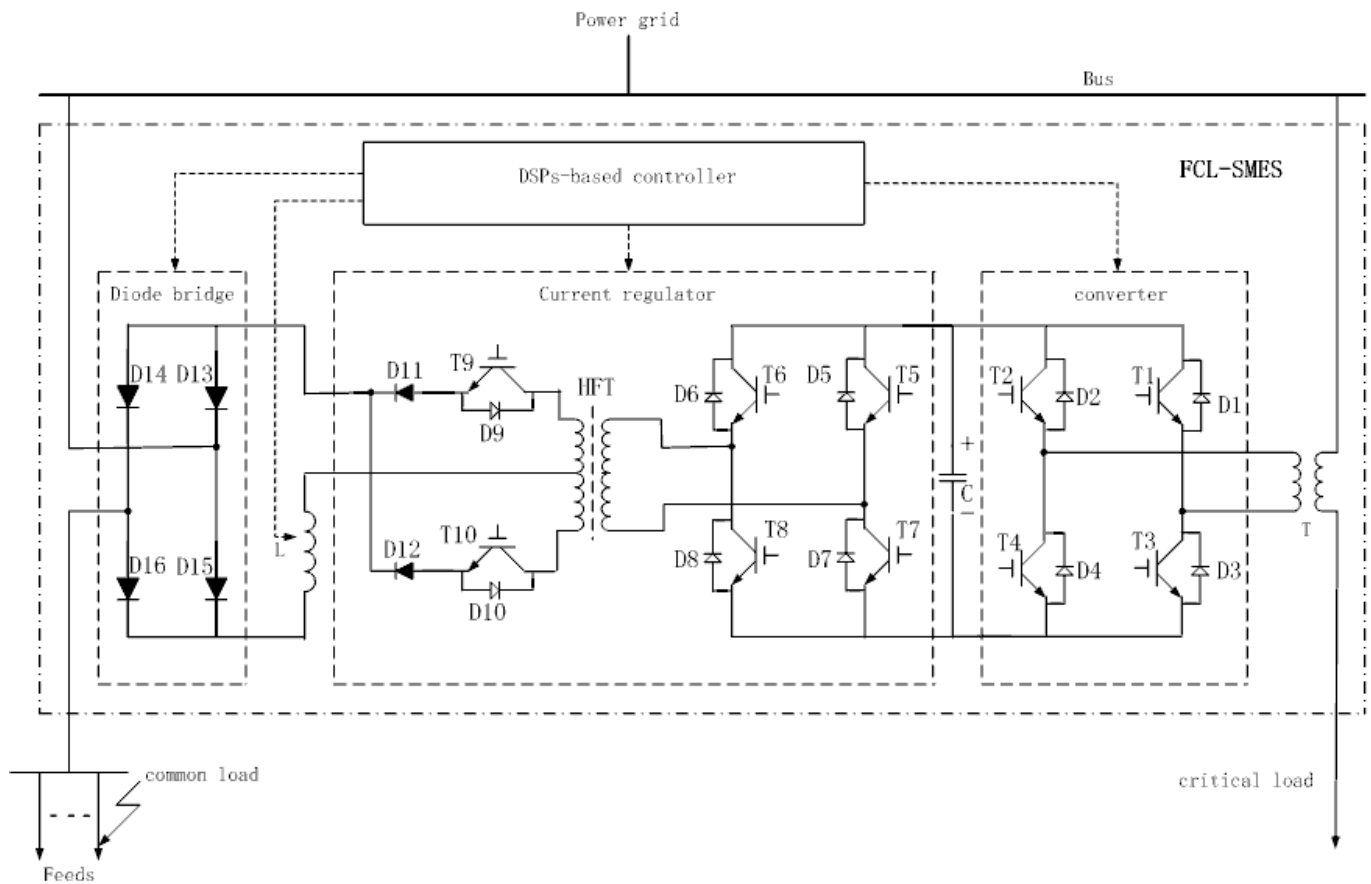 Power grid
Bus
DSPs-based controller
FCL-SMES
Diode bridge
Current regulator
converter
D14
D13
D11
T9
HFT
D6
T6
D5
T5
T2
D2
T1
D1
D9
+
C
−
L
D12
T10
D16
D15
D10
D8
T8
D7
T7
T4
D4
T3
D3
T
common load
critical load
Feeds